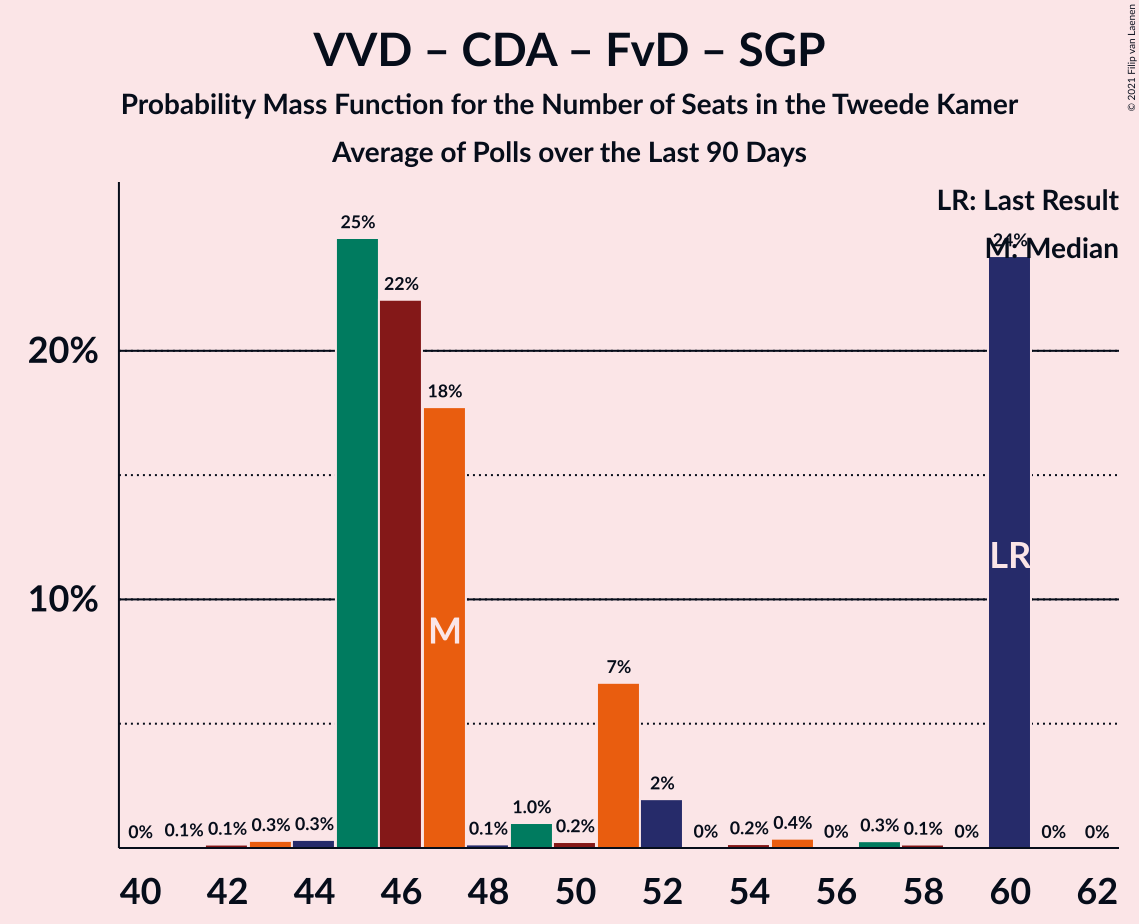 VVD – CDA – FvD – SGP
Probability Mass Function for the Number of Seats in the Tweede Kamer
Average of Polls over the Last 90 Days
© 2021 Filip van Laenen
LR: Last Result
M: Median
20%
10%
0%
0.1%
0.1%
0.3%
0.3%
25%
22%
18%
0.1%
1.0%
0.2%
7%
2%
0%
0.2%
0.4%
0%
0.3%
0.1%
0%
24%
0%
0%
M
LR
40 42 44 46 48 50 52 54 56 58 60 62